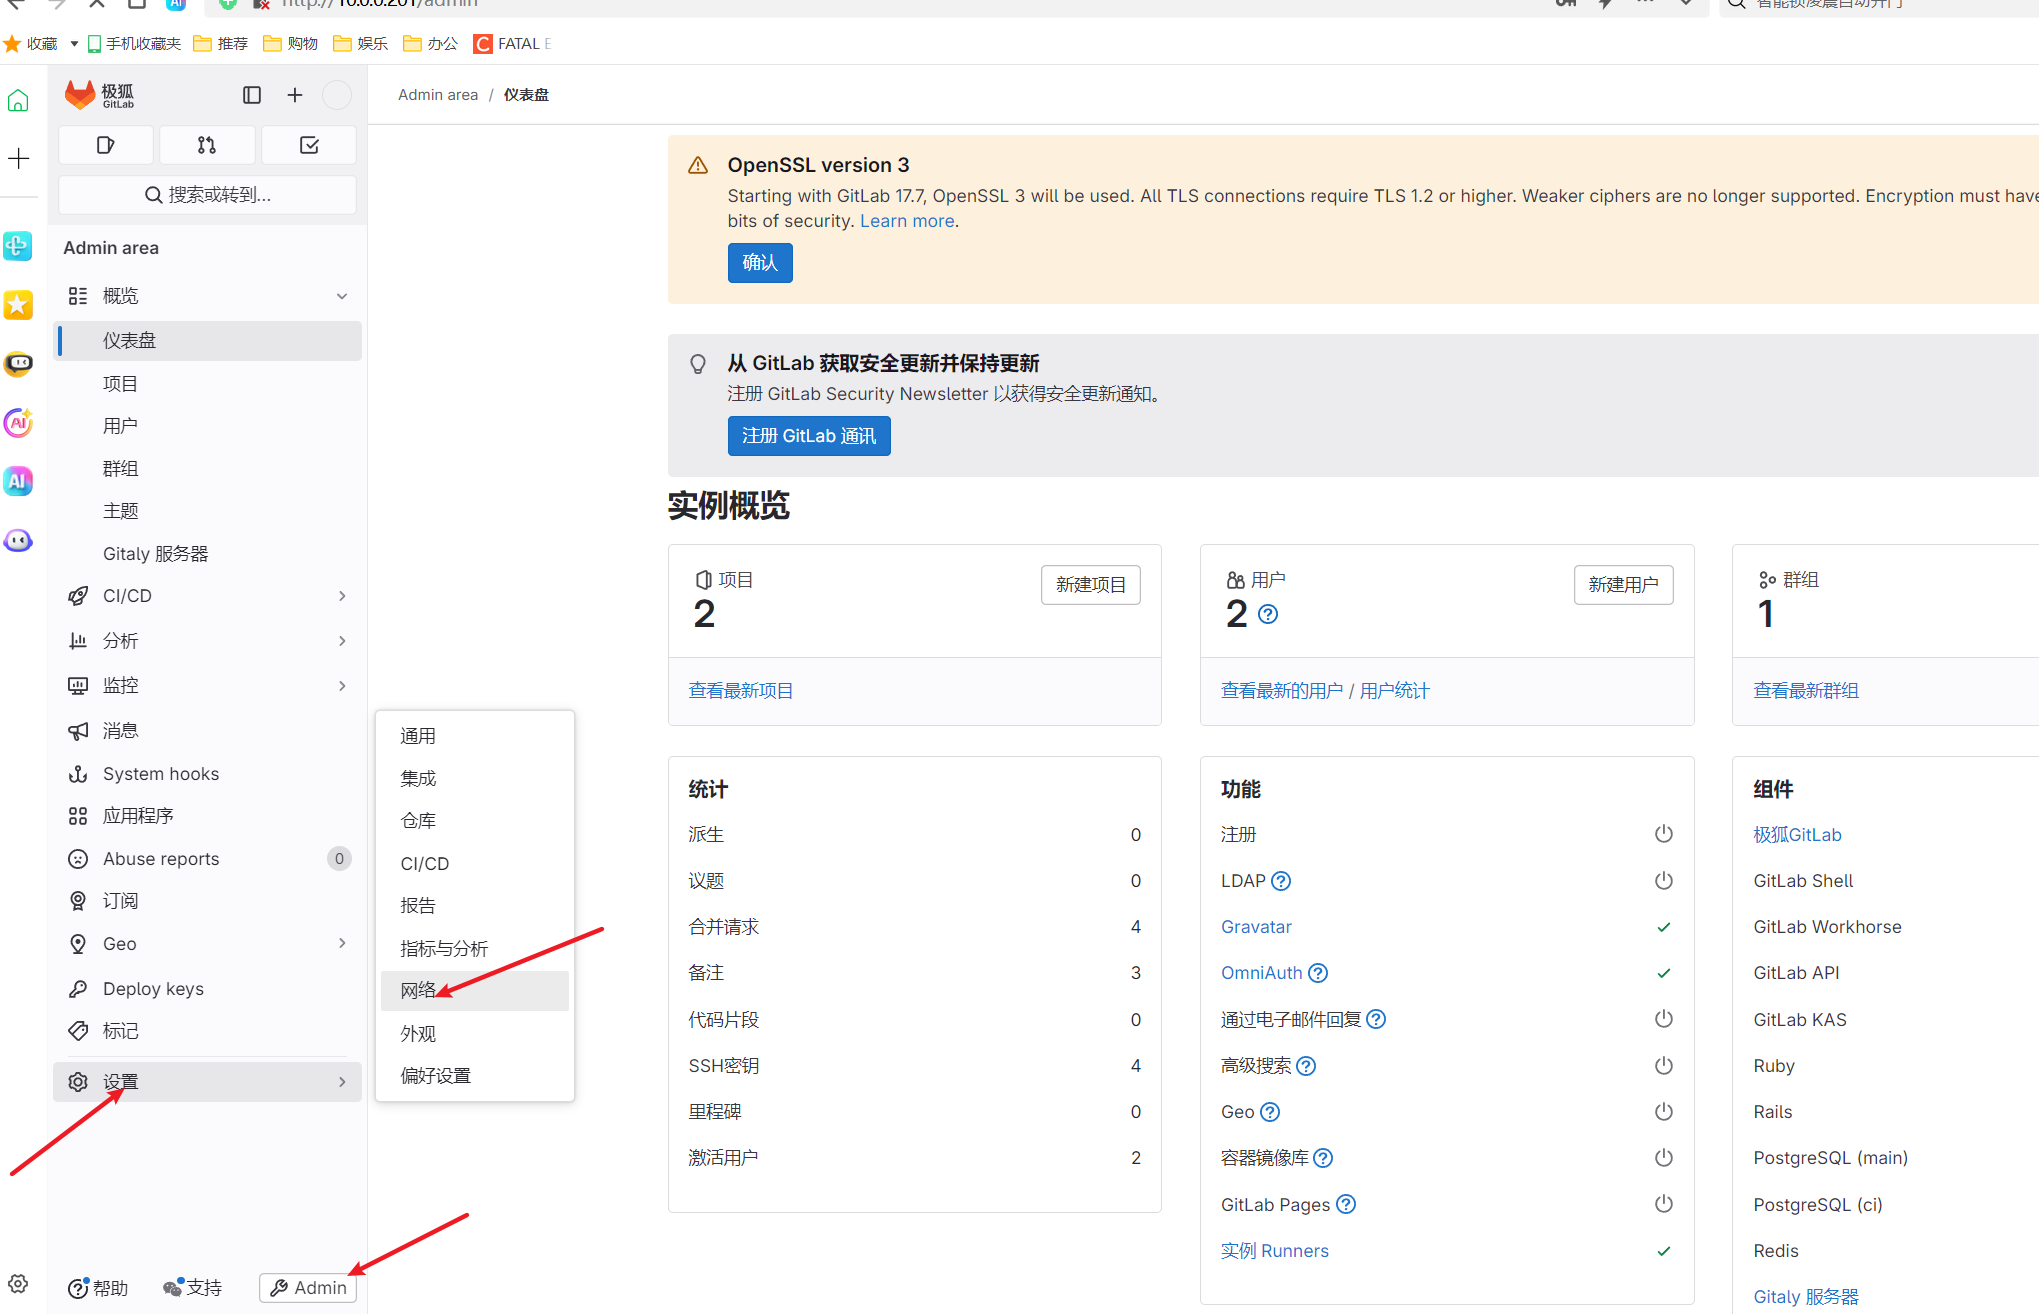 http://10.0.0.201/admin
智能锁凌晨自动开门
收藏
手机收藏夹
推荐
购物
娱乐
办公
C
FATAL E
极狐
GitLab
Admin area / 仪表盘
搜索或转到...
Admin area
概览
仪表盘
项目
用户
群组
主题
Gitaly 服务器
CI/CD
分析
监控
消息
System hooks
应用程序
Abuse reports
0
订阅
Geo
Deploy keys
标记
设置
帮助
支持
Admin
通用
集成
仓库
CI/CD
报告
指标与分析
网络
外观
偏好设置
OpenSSL version 3
Starting with GitLab 17.7, OpenSSL 3 will be used. All TLS connections require TLS 1.2 or higher. Weaker ciphers are no longer supported. Encryption must have
bits of security. Learn more.
确认
从 GitLab 获取安全更新并保持更新
注册 GitLab Security Newsletter 以获得安全更新通知。
注册 GitLab 通讯
实例概览
项目
2
新建项目
查看最新项目
用户
2
新建用户
查看最新的用户 / 用户统计
群组
1
查看最新群组
统计
派生 0
议题 0
合并请求 4
备注 3
代码片段 0
SSH密钥 4
里程碑 0
激活用户 2
功能
注册
LDAP
Gravatar
OmniAuth
通过电子邮件回复
高级搜索
Geo
容器镜像库
GitLab Pages
实例 Runners
组件
极狐GitLab
GitLab Shell
GitLab Workhorse
GitLab API
GitLab KAS
Ruby
Rails
PostgreSQL (main)
PostgreSQL (ci)
Redis
Gitaly 服务器